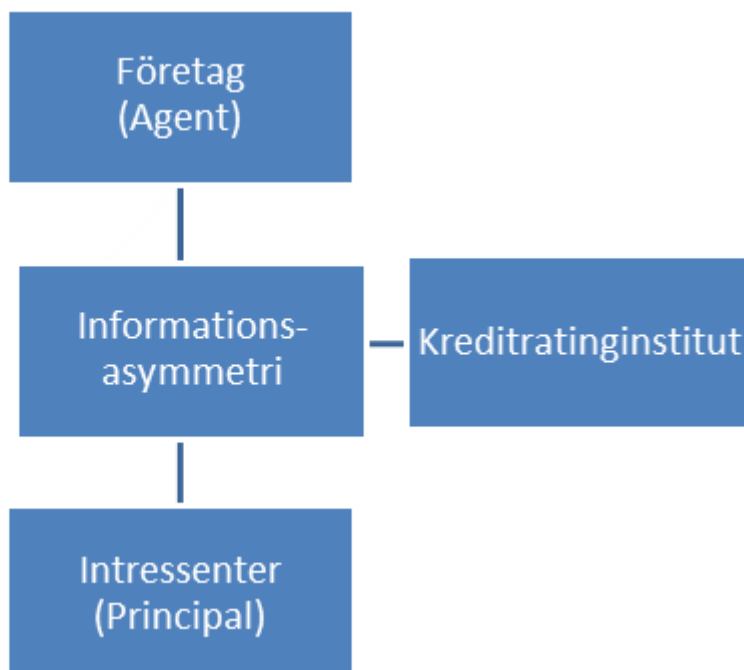 Företag
(Agent)
Informations-
asymmetri
Kreditratinginstitut
Intressenter
(Principal)